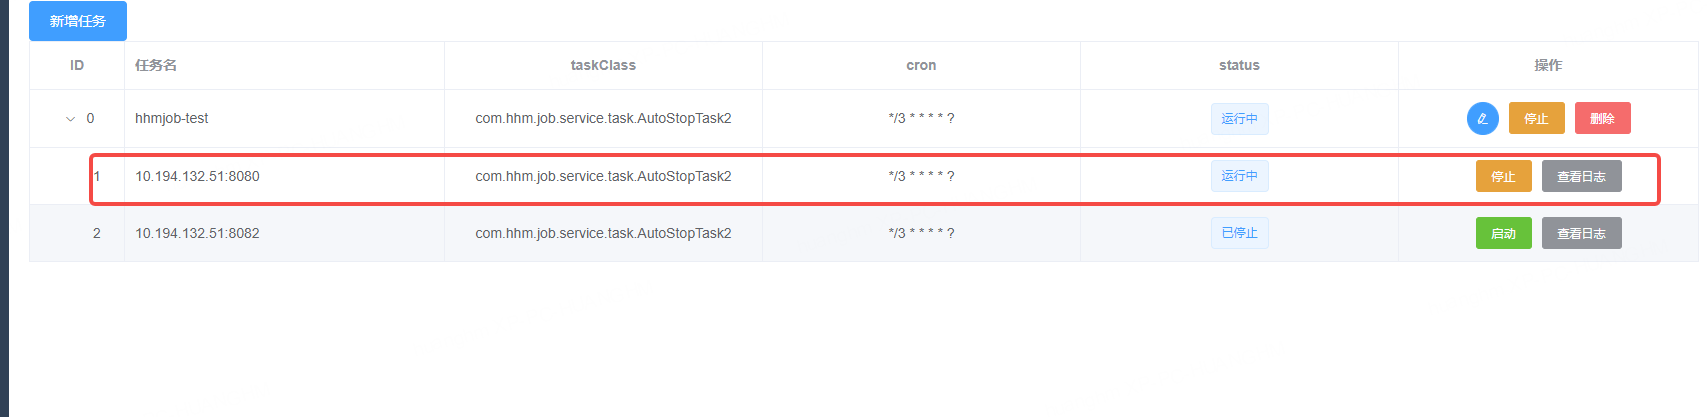 新增任务
ID 任务名 taskClass cron status 操作
0 hhmjob-test com.hhm.job.service.task.AutoStopTask2 */3 * * * * ? 运行中 停止 删除
1 10.194.132.51:8080 com.hhm.job.service.task.AutoStopTask2 */3 * * * * ? 运行中 停止 查看日志
2 10.194.132.51:8082 com.hhm.job.service.task.AutoStopTask2 */3 * * * * ? 已停止 启动 查看日志